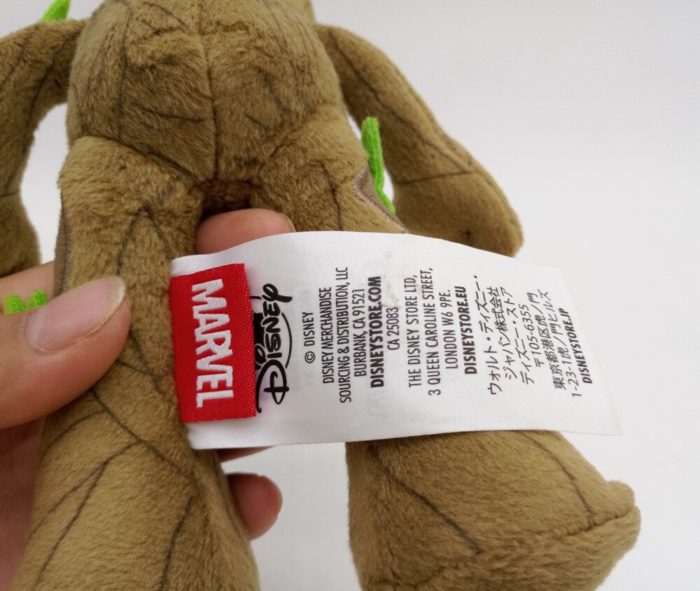 MARVEL
Disney
© DISNEY
DISNEY MERCHANDISE
SOURCING & DISTRIBUTION, LLC
BURBANK, CA 91521
DISNEYSTORE.COM
CA 25083
THE DISNEY STORE LTD,
3 QUEEN CAROLINE STREET,
LONDON W6 9PE.
DISNEYSTORE.EU
ウォルト・ディズニー・
ジャパン株式会社
ディズニー・ストア
〒105-6355
東京都港区虎ノ門
1-23-1虎ノ門ヒルズ
DISNEYSTORE.JP